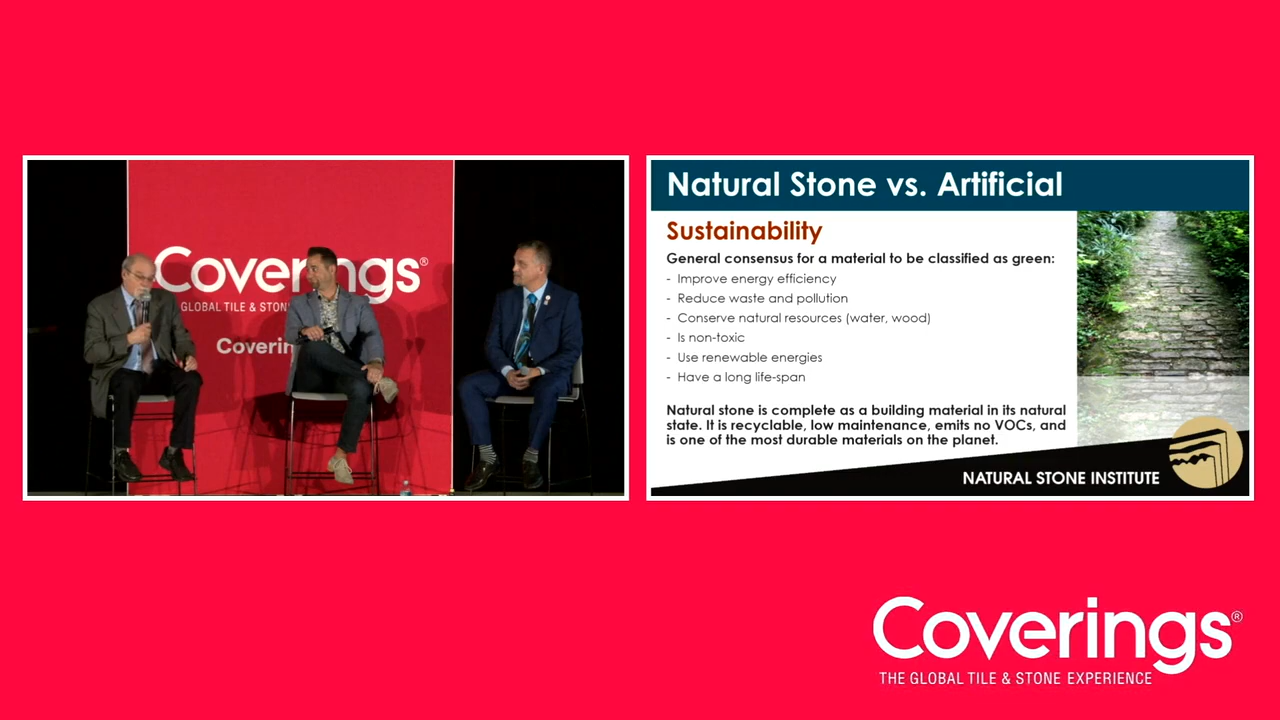 Coverings®
GLOBAL TILE & STON
Coverin
Natural Stone vs. Artificial
Sustainability
General consensus for a material to be classified as green:
- Improve energy efficiency
- Reduce waste and pollution
- Conserve natural resources (water, wood)
- Is non-toxic
- Use renewable energies
- Have a long life-span
Natural stone is complete as a building material in its natural
state. It is recyclable, low maintenance, emits no VOCs, and
is one of the most durable materials on the planet.
NATURAL STONE INSTITUTE
Coverings®
THE GLOBAL TILE & STONE EXPERIENCE